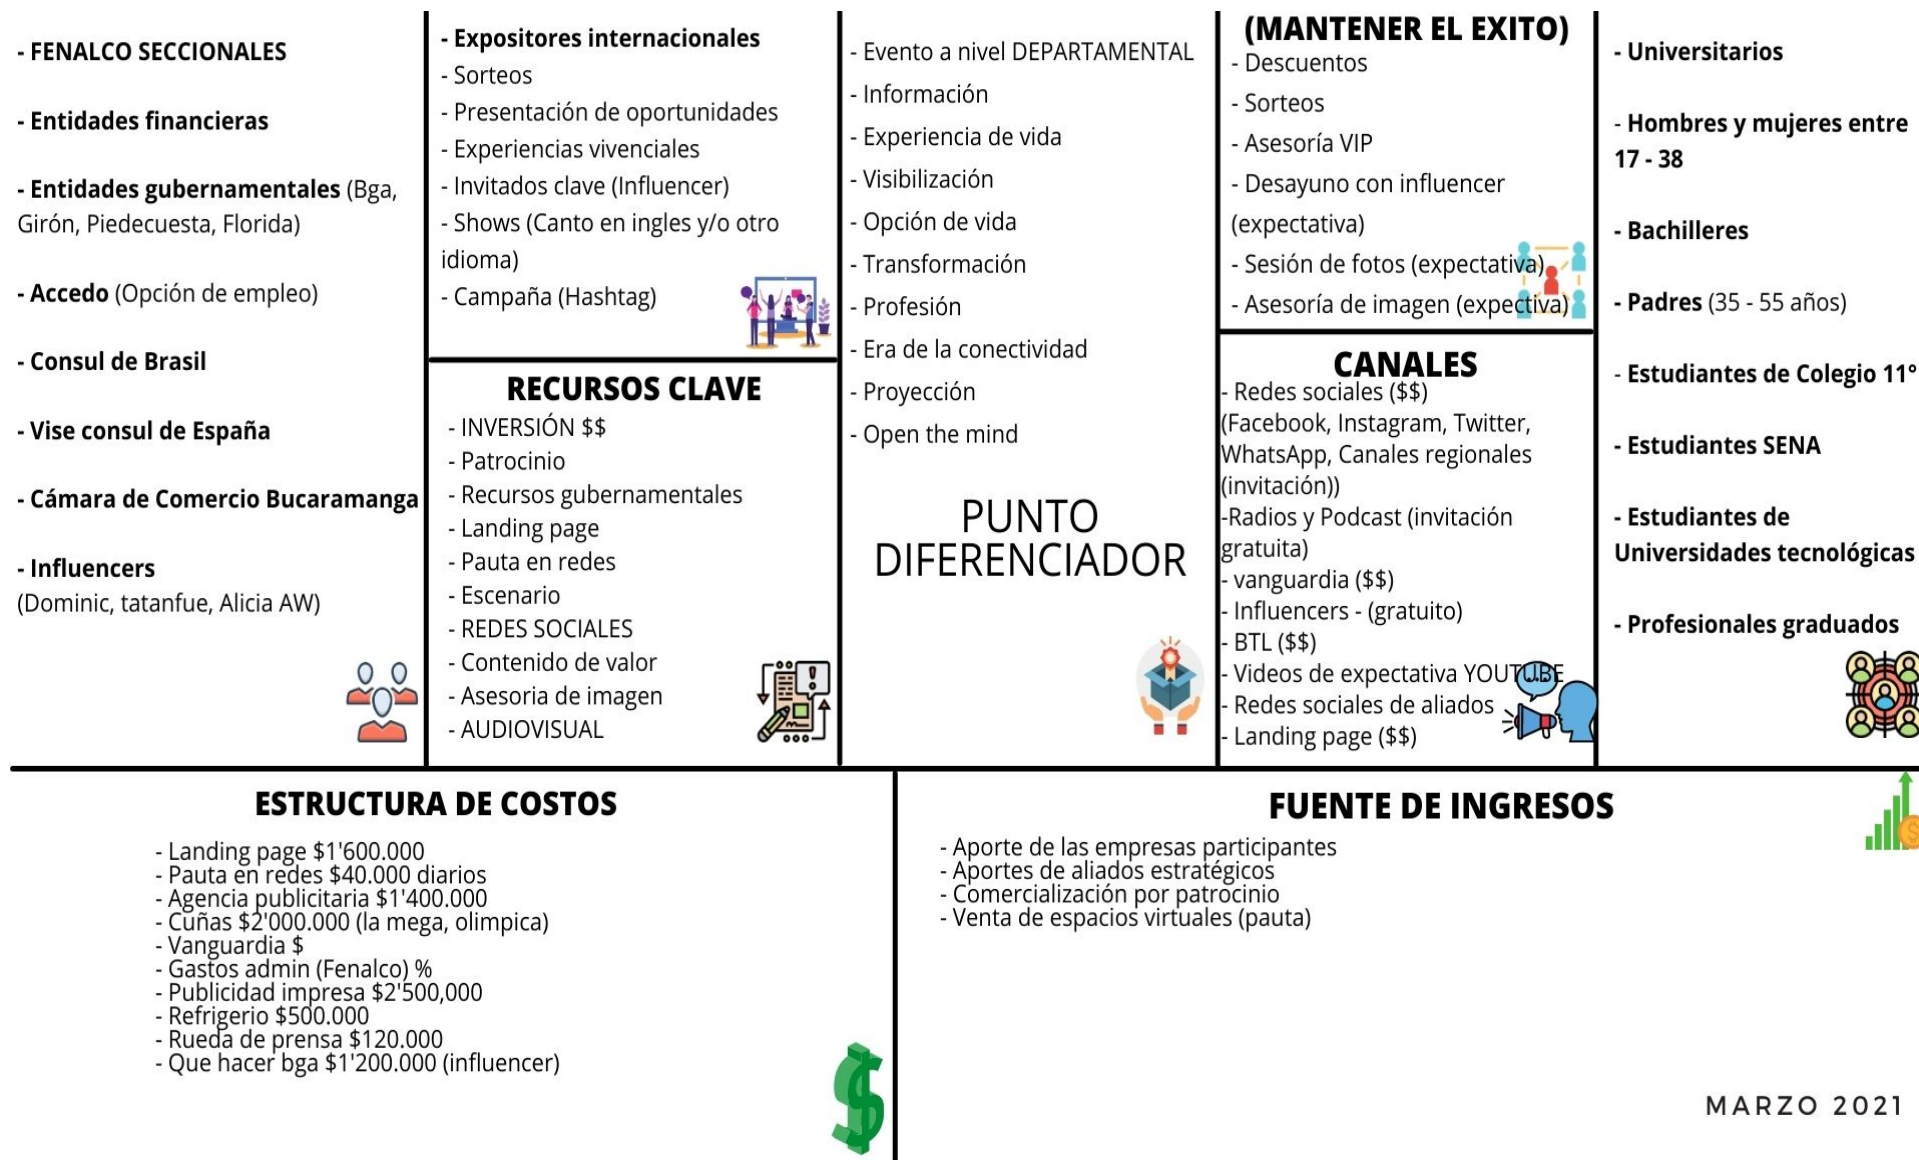 - FENALCO SECCIONALES
- Entidades financieras
- Entidades gubernamentales (Bga,
Girón, Piedecuesta, Florida)
- Accedo (Opción de empleo)
- Consul de Brasil
- Vise consul de España
- Cámara de Comercio Bucaramanga
- Influencers
(Dominic, tatanfue, Alicia AW)
- Expositores internacionales
- Sorteos
- Presentación de oportunidades
- Experiencias vivenciales
- Invitados clave (Influencer)
- Shows (Canto en ingles y/o otro
idioma)
- Campaña (Hashtag)
RECURSOS CLAVE
- INVERSIÓN $$
- Patrocinio
- Recursos gubernamentales
- Landing page
- Pauta en redes
- Escenario
- REDES SOCIALES
- Contenido de valor
- Asesoria de imagen
- AUDIOVISUAL
- Evento a nivel DEPARTAMENTAL
- Información
- Experiencia de vida
- Visibilización
- Opción de vida
- Transformación
- Profesión
- Era de la conectividad
- Proyección
- Open the mind
PUNTO
DIFERENCIADOR
(MANTENER EL EXITO)
- Descuentos
- Sorteos
- Asesoría VIP
- Desayuno con influencer
(expectativa)
- Sesión de fotos (expectativa)
- Asesoría de imagen (expectiva)
CANALES
- Redes sociales ($$)
(Facebook, Instagram, Twitter,
WhatsApp, Canales regionales
(invitación))
-Radios y Podcast (invitación
gratuita)
- vanguardia ($$)
- Influencers - (gratuito)
- BTL ($$)
- Videos de expectativa YOUTUBE
- Redes sociales de aliados
- Landing page ($$)
- Universitarios
- Hombres y mujeres entre
17 - 38
- Bachilleres
- Padres (35 - 55 años)
- Estudiantes de Colegio 11°
- Estudiantes SENA
- Estudiantes de
Universidades tecnológicas
- Profesionales graduados
ESTRUCTURA DE COSTOS
- Landing page $1'600.000
- Pauta en redes $40.000 diarios
- Agencia publicitaria $1'400.000
- Cuñas $2'000.000 (la mega, olimpica)
- Vanguardia $
- Gastos admin (Fenalco) %
- Publicidad impresa $2'500,000
- Refrigerio $500.000
- Rueda de prensa $120.000
- Que hacer bga $1'200.000 (influencer)
FUENTE DE INGRESOS
- Aporte de las empresas participantes
- Aportes de aliados estratégicos
- Comercialización por patrocinio
- Venta de espacios virtuales (pauta)
MARZO 2021